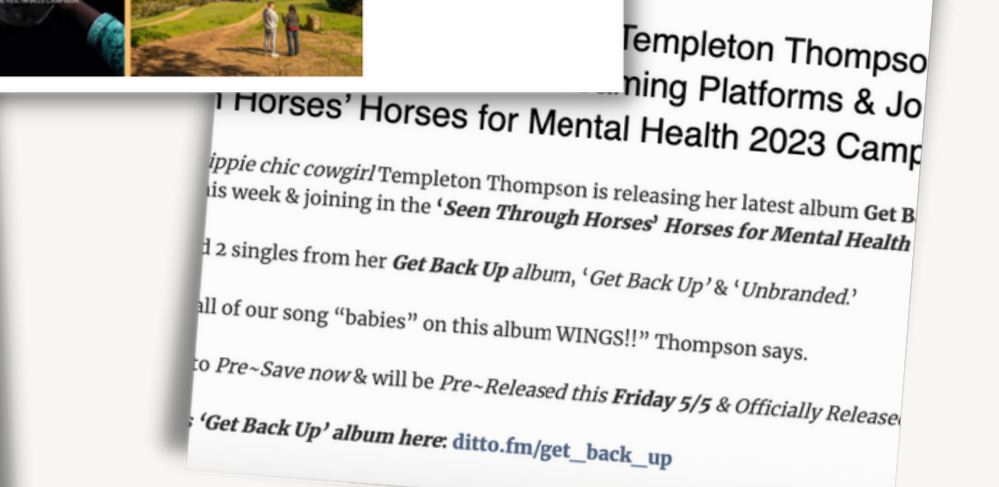 Templeton Thompso
ming Platforms & Jo
Horses’ Horses for Mental Health 2023 Camp
ippie chic cowgirl Templeton Thompson is releasing her latest album Get B
his week & joining in the ‘Seen Through Horses’ Horses for Mental Health
d 2 singles from her Get Back Up album, ‘Get Back Up’ & ‘Unbranded.’
all of our song “babies” on this album WINGS!!” Thompson says.
to Pre~Save now & will be Pre~Released this Friday 5/5 & Officially Release
s ‘Get Back Up’ album here: ditto.fm/get_back_up